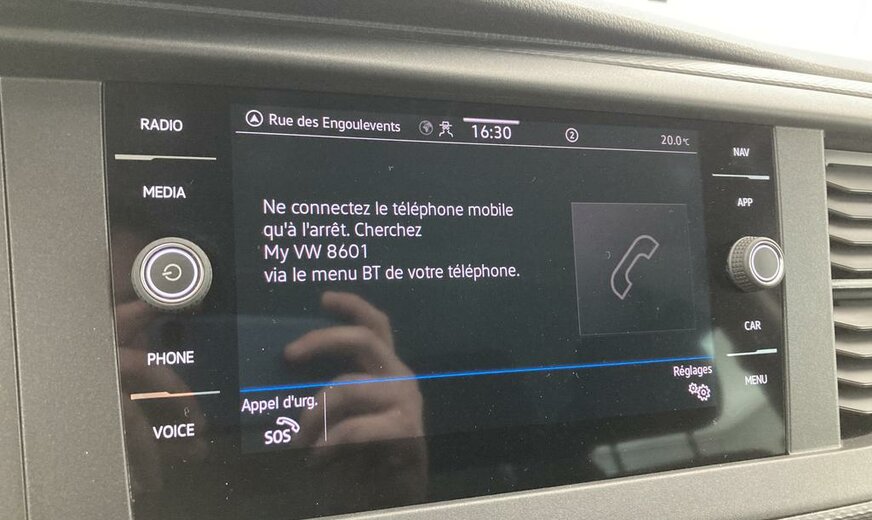 RADIO
MEDIA
PHONE
VOICE
Rue des Engoulevents
16:30
2
20.0°C
Ne connectez le téléphone mobile
qu'à l'arrêt. Cherchez
My VW 8601
via le menu BT de votre téléphone.
Appel d'urg.
SOS
Réglages
NAV
APP
CAR
MENU